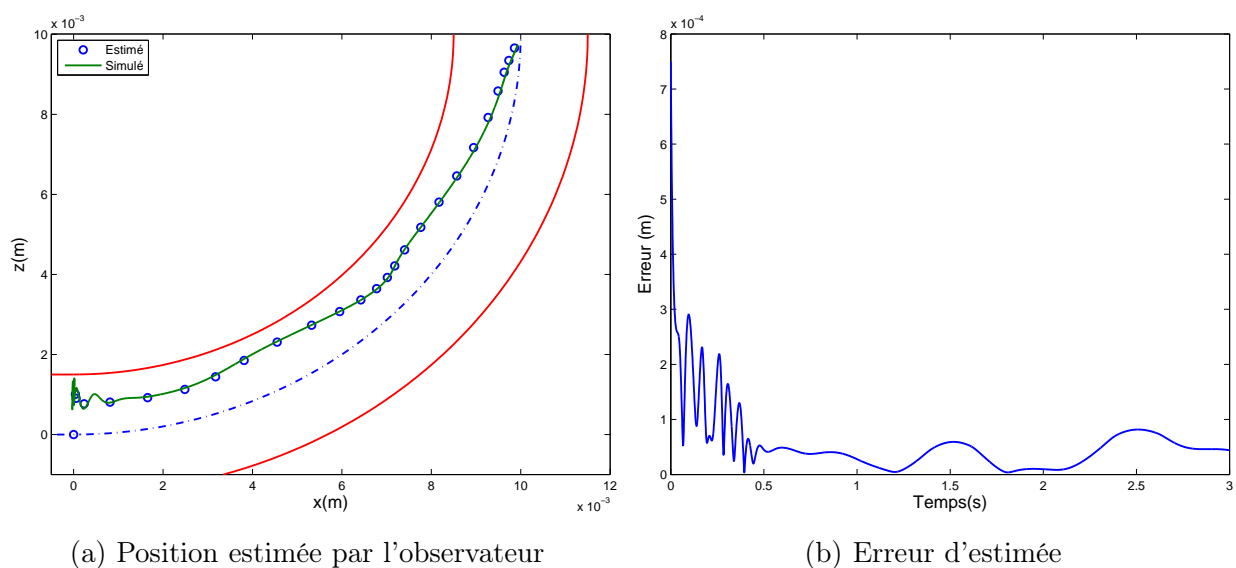 x 10⁻³
10
8
6
4
2
0
z(m)
Estimé
Simulé
0
2
4
6
8
10
12
x(m)
x 10⁻³
(a) Position estimée par l'observateur
x 10⁻⁴
8
7
6
5
4
3
2
1
0
Erreur (m)
0
0.5
1
1.5
2
2.5
3
Temps(s)
(b) Erreur d'estimée